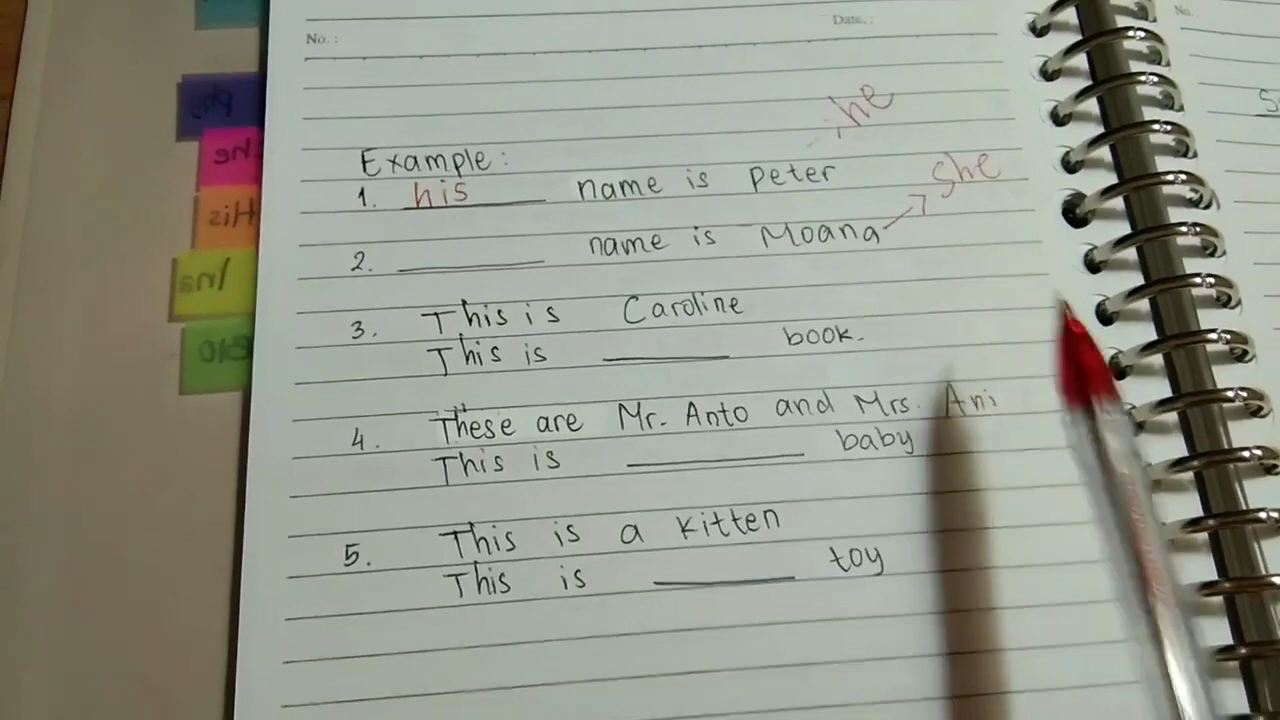 No. :
Date. :
No.
he
Example:
1. his name is Peter
she
2. name is Moana
3. This is Caroline
This is book.
4. These are Mr. Anto and Mrs. Ani
This is baby
5. This is a kitten
This is toy